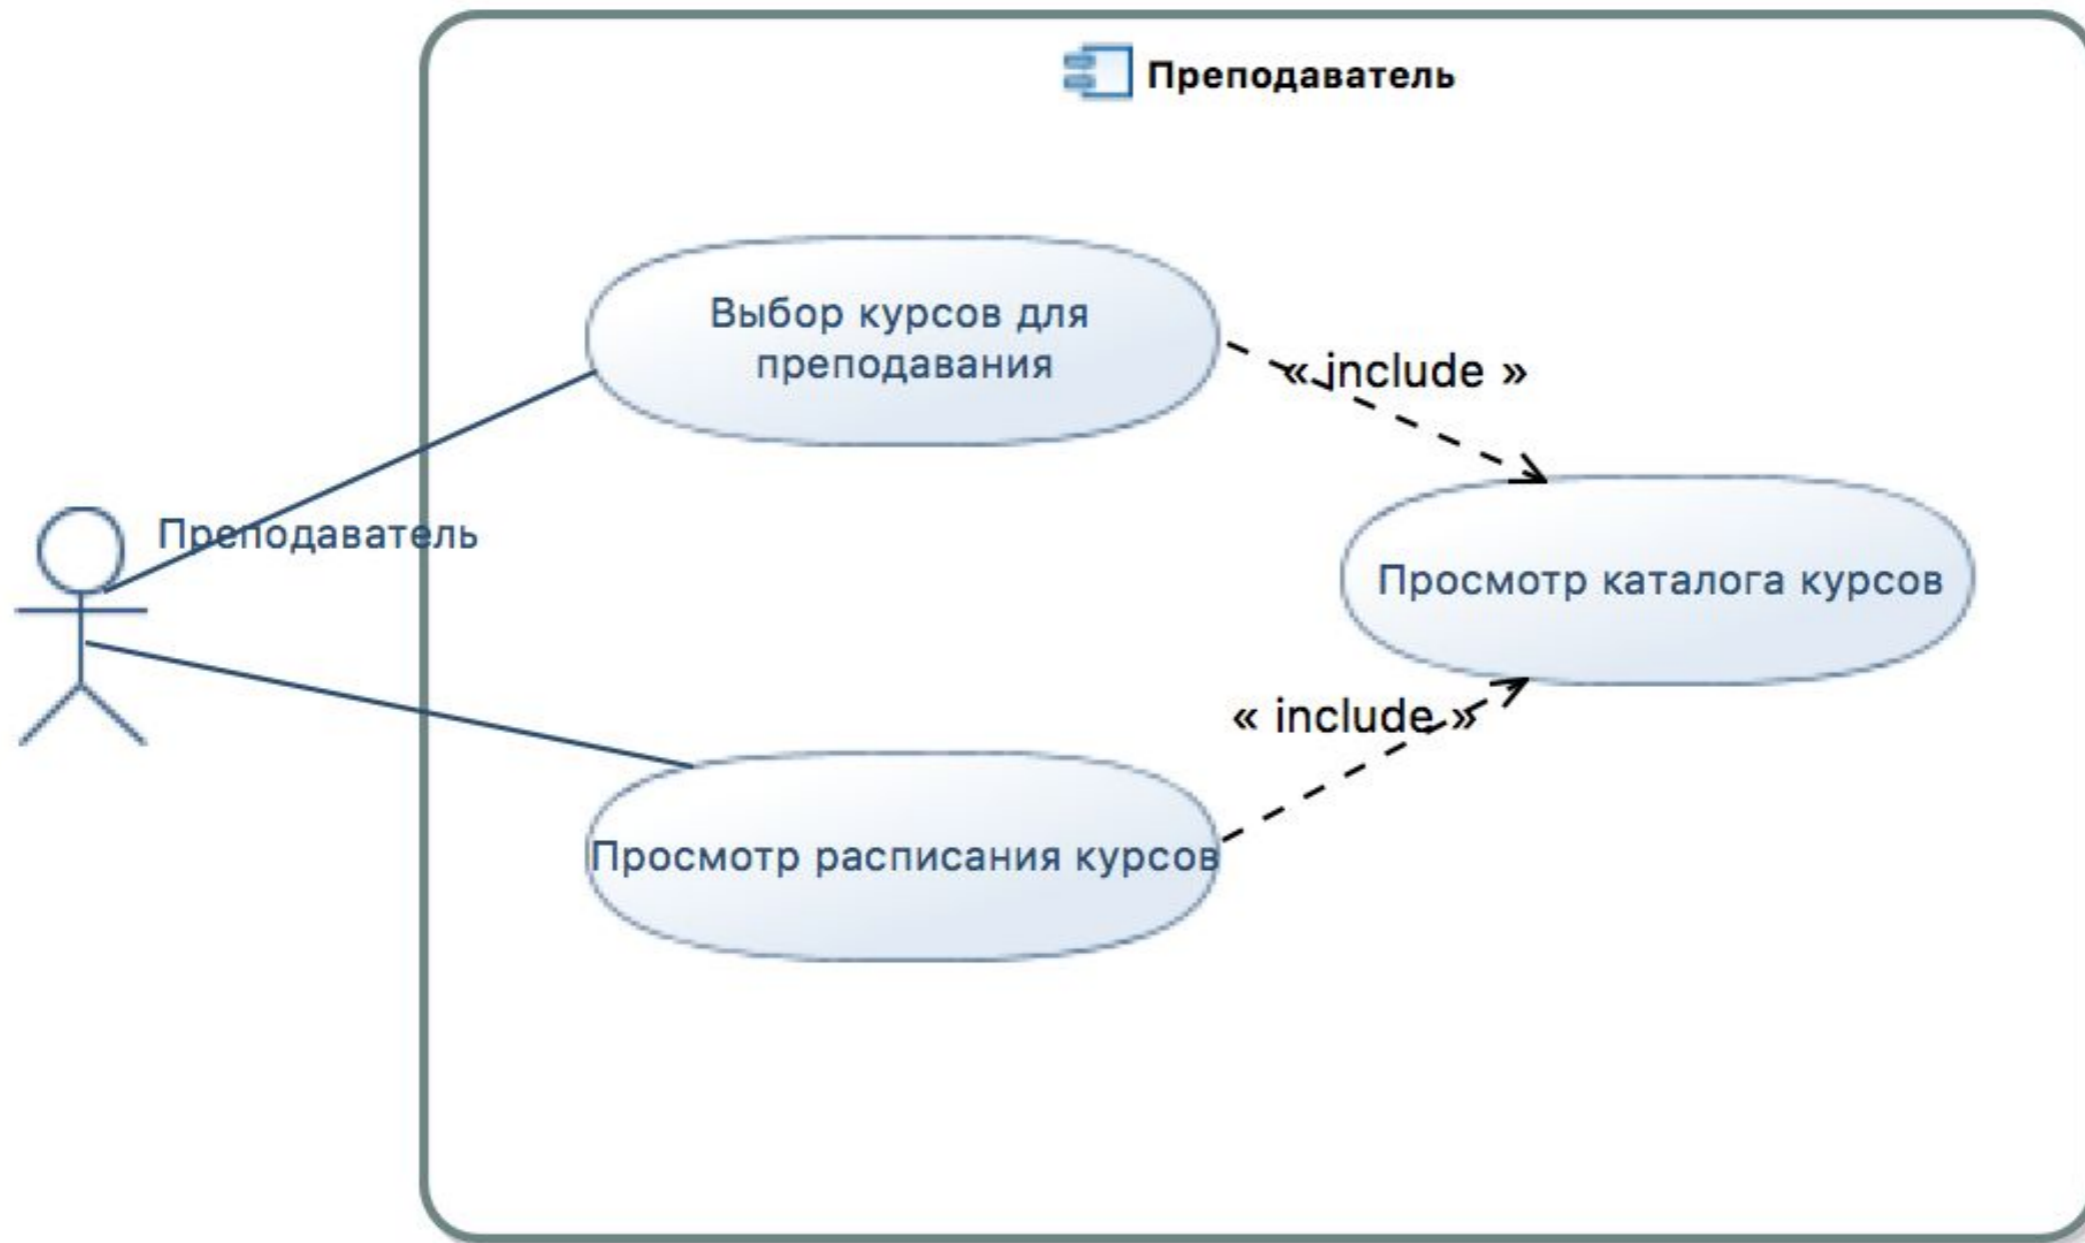 Преподаватель
Выбор курсов для
преподавания
« include »
Преподаватель
Просмотр каталога курсов
« include »
Просмотр расписания курсов